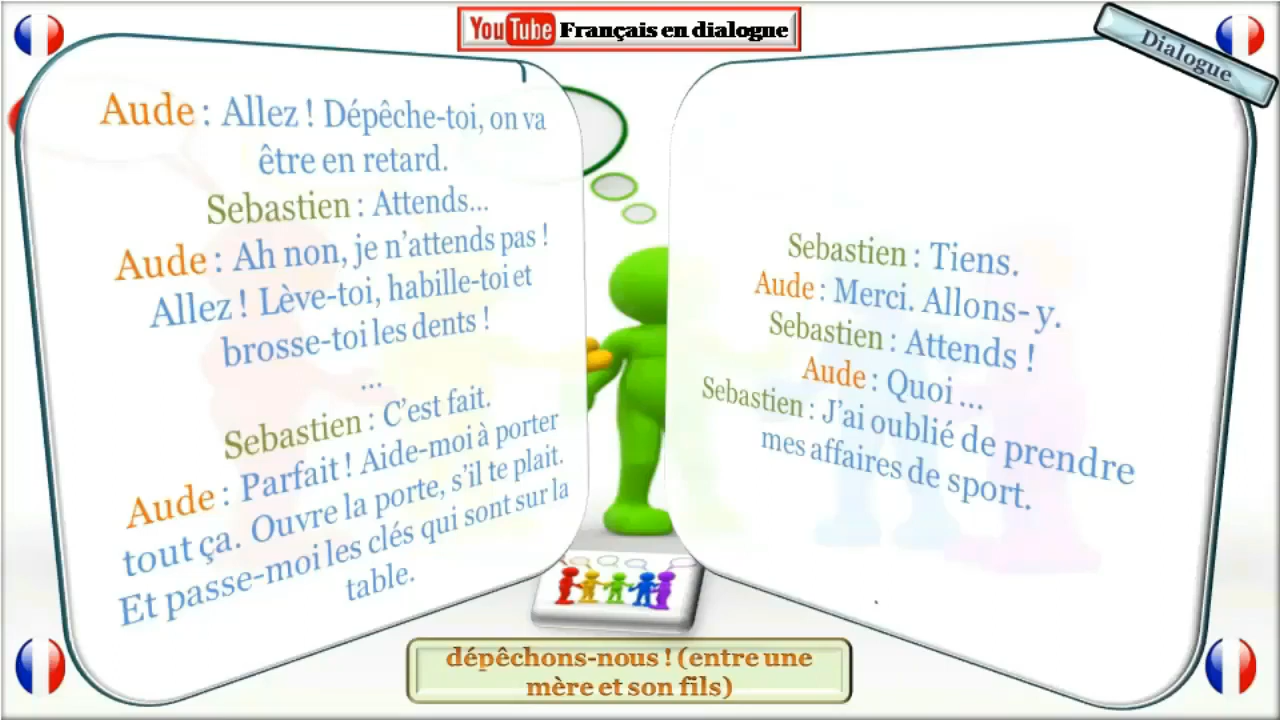 YouTube Français en dialogue
Dialogue
Aude : Allez ! Dépêche-toi, on va
être en retard.
Sebastien : Attends...
Aude : Ah non, je n'attends pas !
Allez ! Lève-toi, habille-toi et
brosse-toi les dents !
...
Sebastien : C'est fait.
Aude : Parfait ! Aide-moi à porter
tout ça. Ouvre la porte, s'il te plait.
Et passe-moi les clés qui sont sur la
table.
Sebastien : Tiens.
Aude : Merci. Allons-y.
Sebastien : Attends !
Aude : Quoi ...
Sebastien : J'ai oublié de prendre
mes affaires de sport.
dépêchons-nous ! (entre une
mère et son fils)